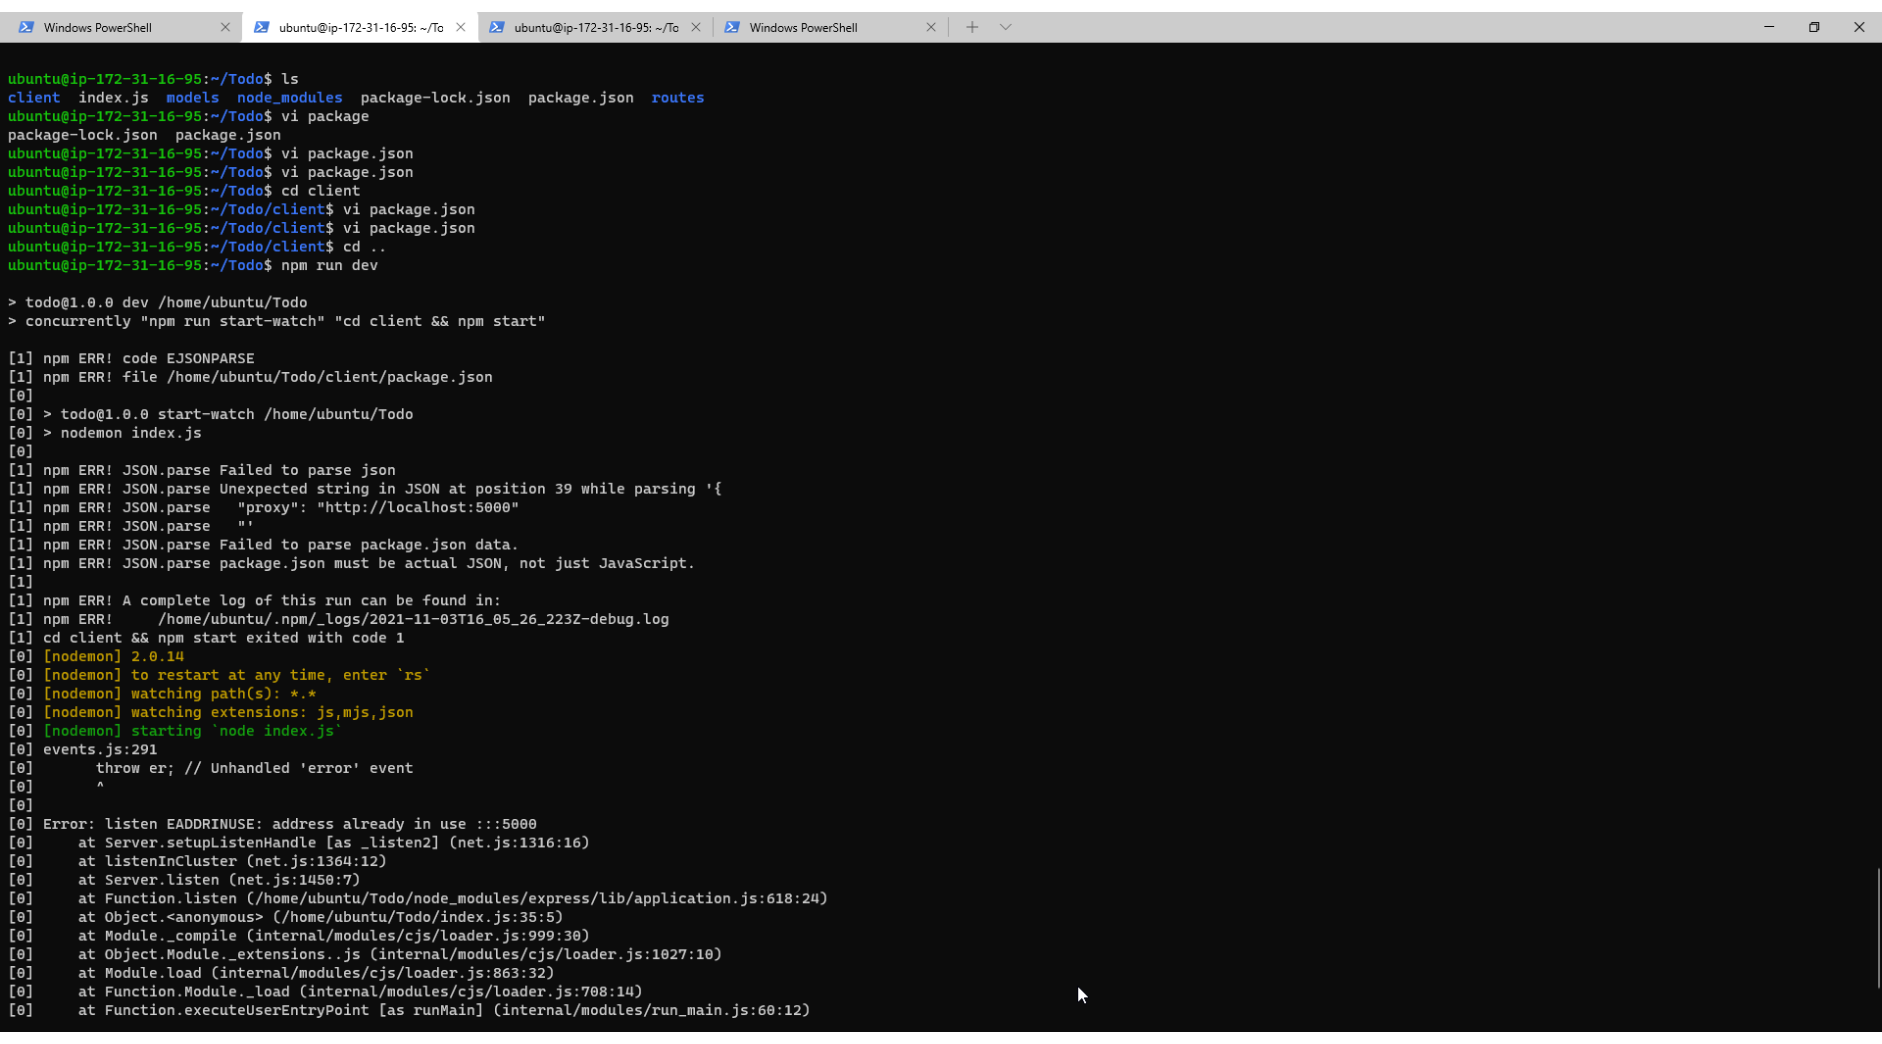 Windows PowerShell
ubuntu@ip-172-31-16-95: ~/To
ubuntu@ip-172-31-16-95: ~/To
Windows PowerShell
ubuntu@ip-172-31-16-95:~/Todo$ ls
client  index.js  models  node_modules  package-lock.json  package.json  routes
ubuntu@ip-172-31-16-95:~/Todo$ vi package
package-lock.json  package.json
ubuntu@ip-172-31-16-95:~/Todo$ vi package.json
ubuntu@ip-172-31-16-95:~/Todo$ vi package.json
ubuntu@ip-172-31-16-95:~/Todo$ cd client
ubuntu@ip-172-31-16-95:~/Todo/client$ vi package.json
ubuntu@ip-172-31-16-95:~/Todo/client$ vi package.json
ubuntu@ip-172-31-16-95:~/Todo/client$ cd ..
ubuntu@ip-172-31-16-95:~/Todo$ npm run dev
> todo@1.0.0 dev /home/ubuntu/Todo
> concurrently "npm run start-watch" "cd client && npm start"
[1] npm ERR! code EJSONPARSE
[1] npm ERR! file /home/ubuntu/Todo/client/package.json
[0]
[0] > todo@1.0.0 start-watch /home/ubuntu/Todo
[0] > nodemon index.js
[0]
[1] npm ERR! JSON.parse Failed to parse json
[1] npm ERR! JSON.parse Unexpected string in JSON at position 39 while parsing '{
[1] npm ERR! JSON.parse   "proxy": "http://localhost:5000"
[1] npm ERR! JSON.parse   "'
[1] npm ERR! JSON.parse Failed to parse package.json data.
[1] npm ERR! JSON.parse package.json must be actual JSON, not just JavaScript.
[1]
[1] npm ERR! A complete log of this run can be found in:
[1] npm ERR!     /home/ubuntu/.npm/_logs/2021-11-03T16_05_26_223Z-debug.log
[1] cd client && npm start exited with code 1
[0] [nodemon] 2.0.14
[0] [nodemon] to restart at any time, enter `rs`
[0] [nodemon] watching path(s): *.*
[0] [nodemon] watching extensions: js,mjs,json
[0] [nodemon] starting `node index.js`
[0] events.js:291
[0]       throw er; // Unhandled 'error' event
[0]       ^
[0]
[0] Error: listen EADDRINUSE: address already in use :::5000
[0]     at Server.setupListenHandle [as _listen2] (net.js:1316:16)
[0]     at listenInCluster (net.js:1364:12)
[0]     at Server.listen (net.js:1450:7)
[0]     at Function.listen (/home/ubuntu/Todo/node_modules/express/lib/application.js:618:24)
[0]     at Object.<anonymous> (/home/ubuntu/Todo/index.js:35:5)
[0]     at Module._compile (internal/modules/cjs/loader.js:999:30)
[0]     at Object.Module._extensions..js (internal/modules/cjs/loader.js:1027:10)
[0]     at Module.load (internal/modules/cjs/loader.js:863:32)
[0]     at Function.Module._load (internal/modules/cjs/loader.js:708:14)
[0]     at Function.executeUserEntryPoint [as runMain] (internal/modules/run_main.js:60:12)